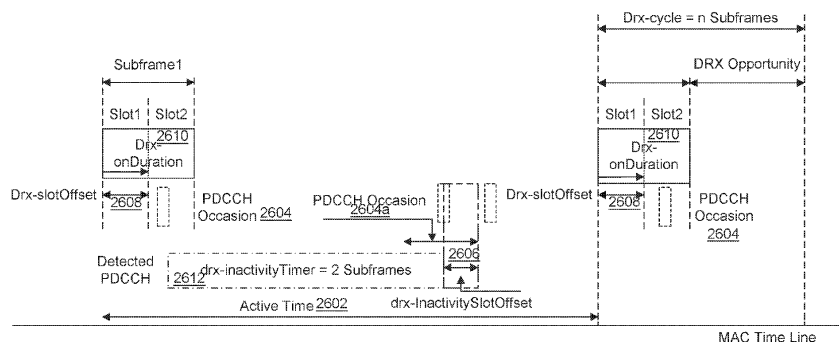 Drx-cycle = n Subframes
Subframe1
DRX Opportunity
Slot1 Slot2
Slot1 Slot2
2610
Drx-
onDuration
2610
Drx-
onDuration
Drx-slotOffset
2608
PDCCH
Occasion 2604
PDCCH Occasion
2604a
Drx-slotOffset
2608
PDCCH
Occasion
2604
Detected
PDCCH
2612
drx-inactivityTimer = 2 Subframes
2606
drx-InactivitySlotOffset
Active Time 2602
MAC Time Line